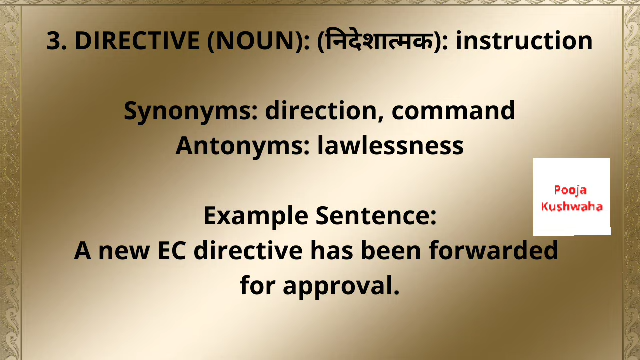 3. DIRECTIVE (NOUN): (निदेशात्मक): instruction
Synonyms: direction, command
Antonyms: lawlessness
Pooja
Kushwaha
Example Sentence:
A new EC directive has been forwarded
for approval.